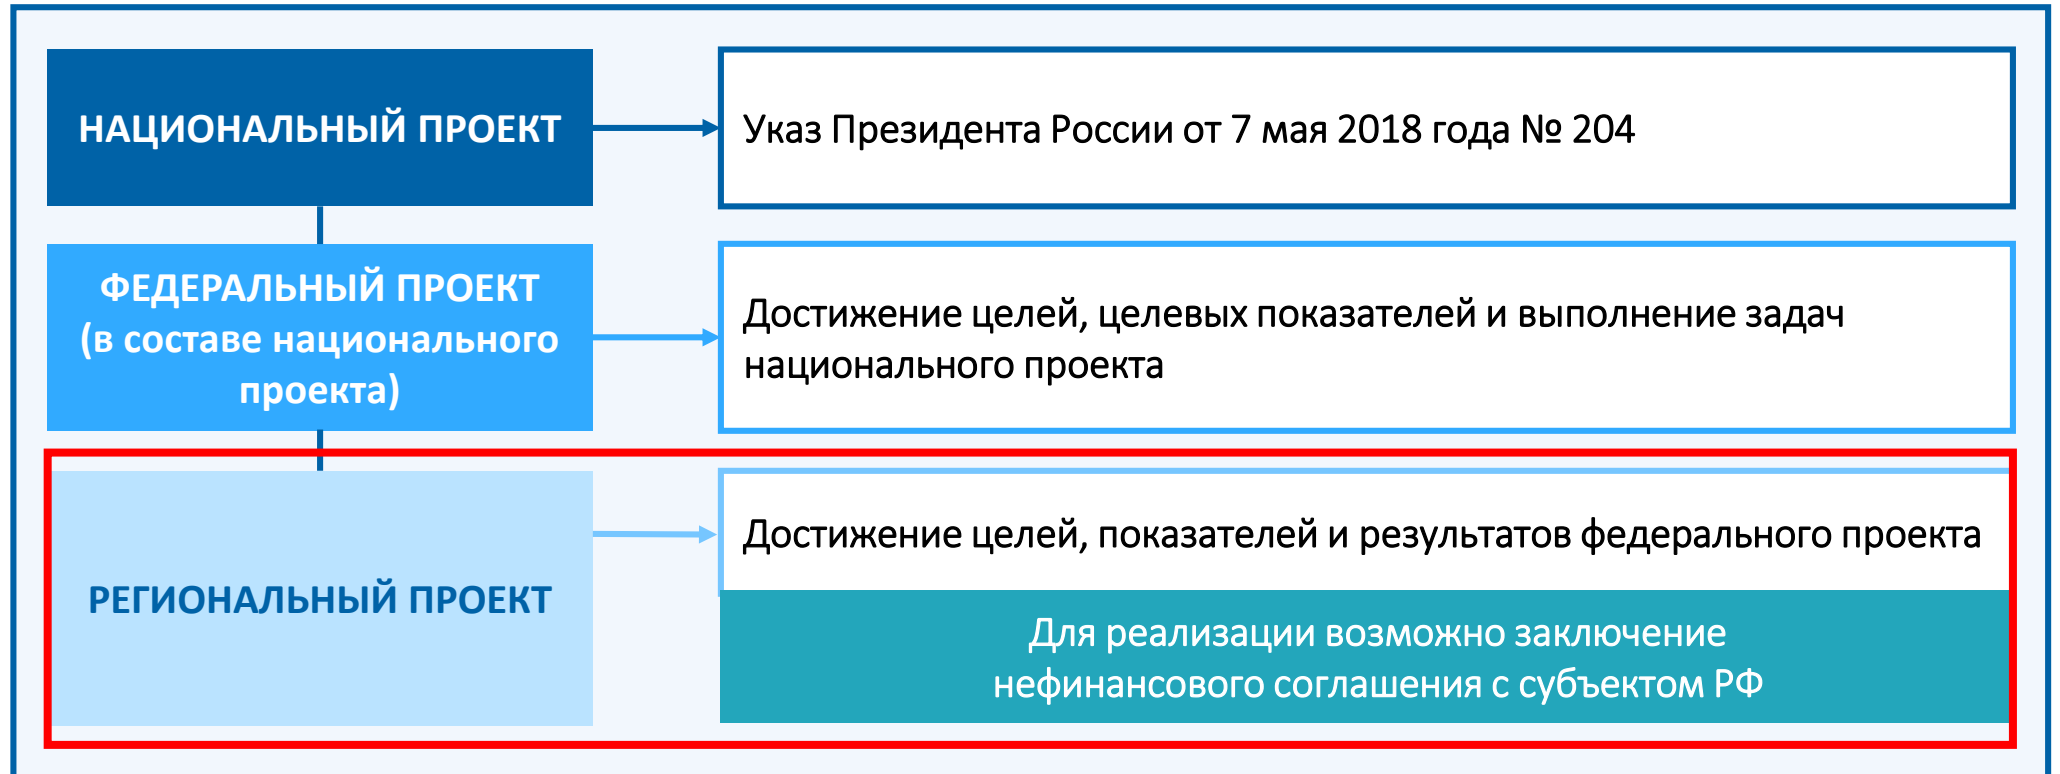 НАЦИОНАЛЬНЫЙ ПРОЕКТ
Указ Президента России от 7 мая 2018 года № 204
ФЕДЕРАЛЬНЫЙ ПРОЕКТ
(в составе национального
проекта)
Достижение целей, целевых показателей и выполнение задач
национального проекта
РЕГИОНАЛЬНЫЙ ПРОЕКТ
Достижение целей, показателей и результатов федерального проекта
Для реализации возможно заключение
нефинансового соглашения с субъектом РФ